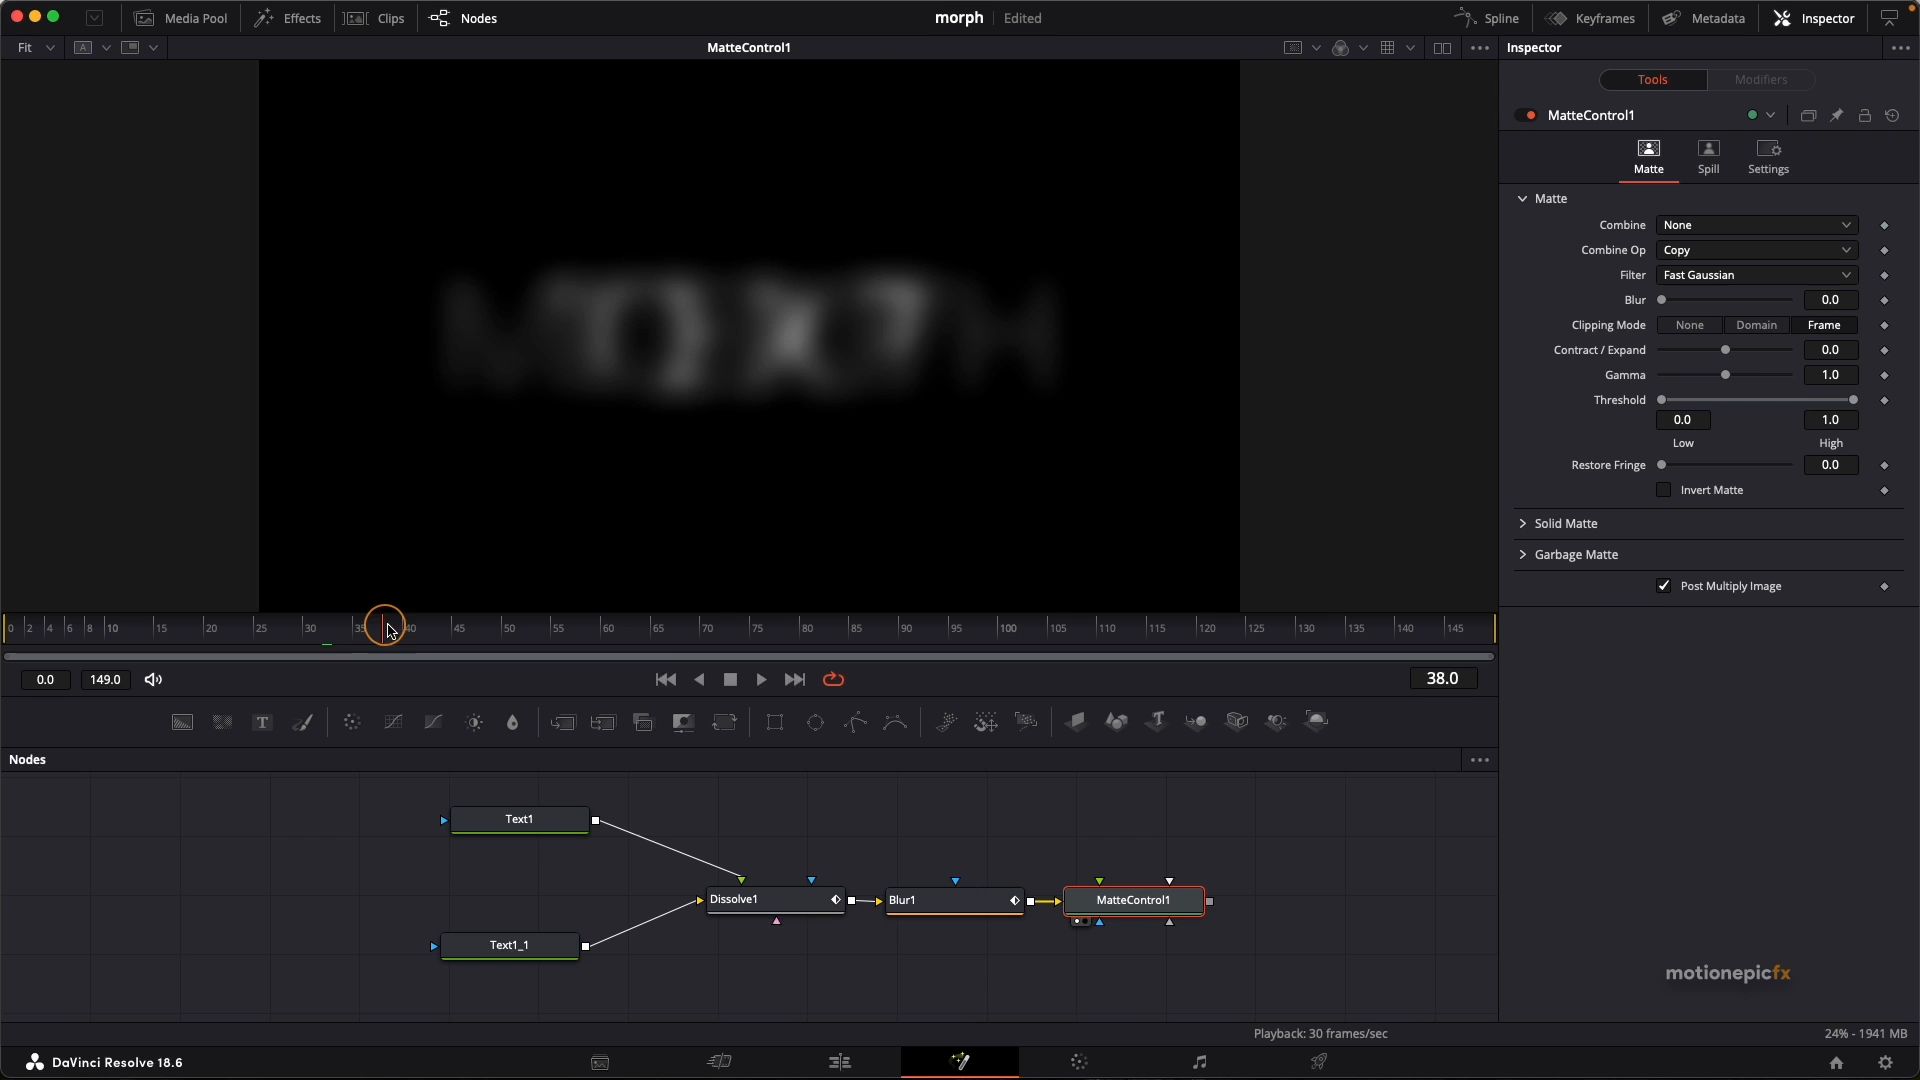 Media Pool Effects Clips Nodes morph Edited Spline Keyframes Metadata Inspector
Fit A MatteControl1 Inspector
Tools Modifiers
MatteControl1
Matte Spill Settings
Matte
Combine None
Combine Op Copy
Filter Fast Gaussian
Blur 0.0
Clipping Mode None Domain Frame
Contract / Expand 0.0
Gamma 1.0
Threshold
0.0 1.0
Low High
Restore Fringe 0.0
Invert Matte
Solid Matte
Garbage Matte
Post Multiply Image
0 2 4 6 8 10 15 20 25 30 35 40 45 50 55 60 65 70 75 80 85 90 95 100 105 110 115 120 125 130 135 140 145
0.0 149.0 38.0
T T
Nodes
Text1
Dissolve1 Blur1 MatteControl1
Text1_1
motionepicfx
Playback: 30 frames/sec 24% - 1941 MB
DaVinci Resolve 18.6